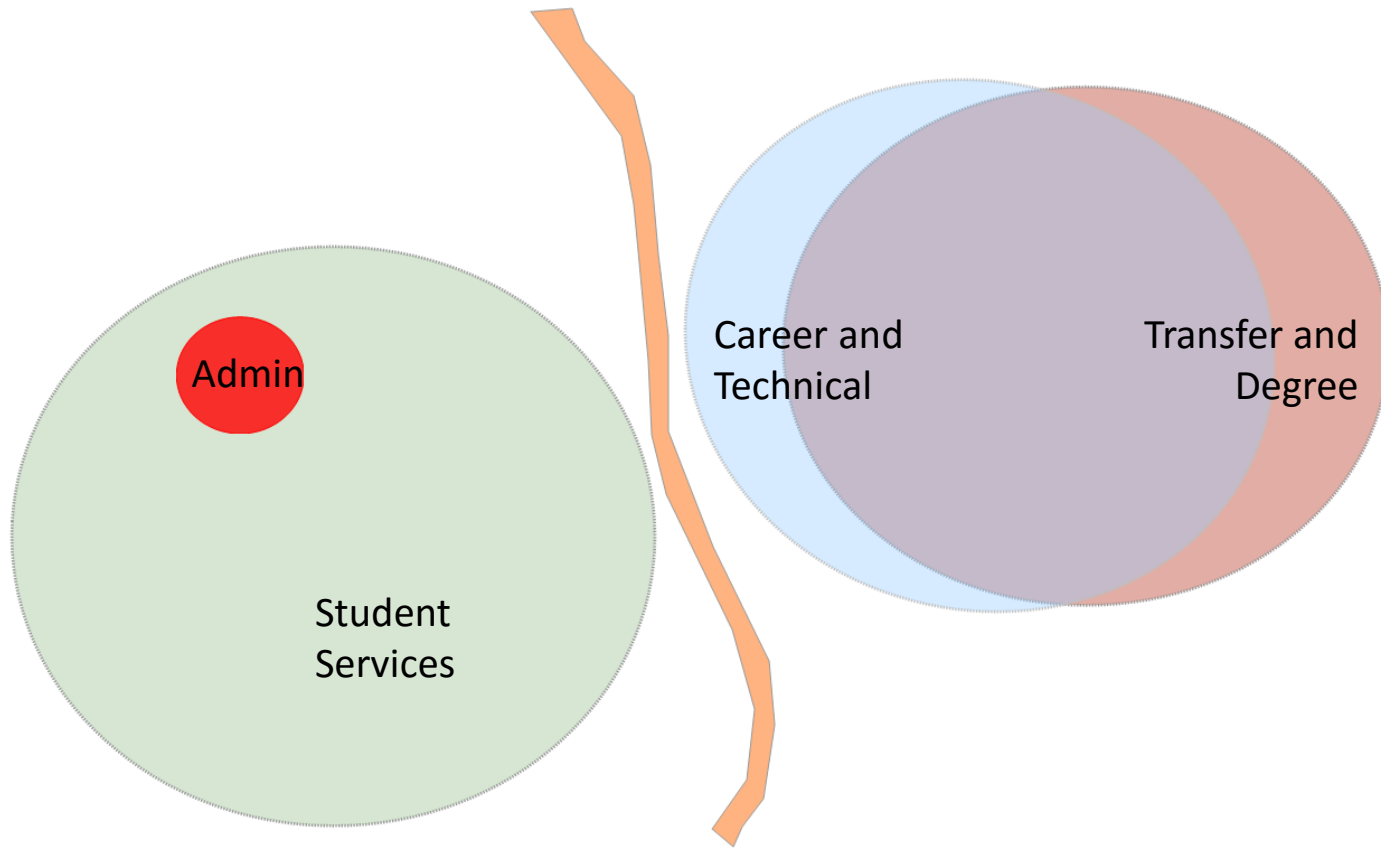 Admin
Student
Services
Career and
Technical
Transfer and
Degree